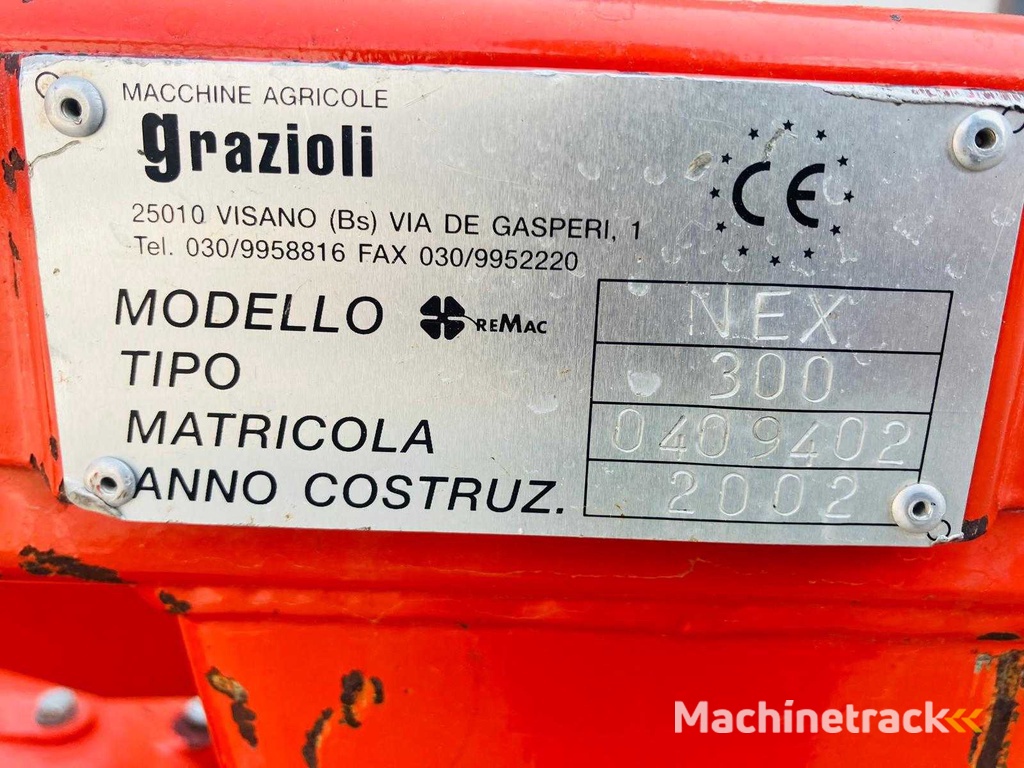 MACCHINE AGRICOLE
grazioli
25010 VISANO (Bs) VIA DE GASPERI, 1
Tel. 030/9958816 FAX 030/9952220
CE
MODELLO REMAC NEX
TIPO 300
MATRICOLA 0409402
ANNO COSTRUZ. 2002
Machinetrack